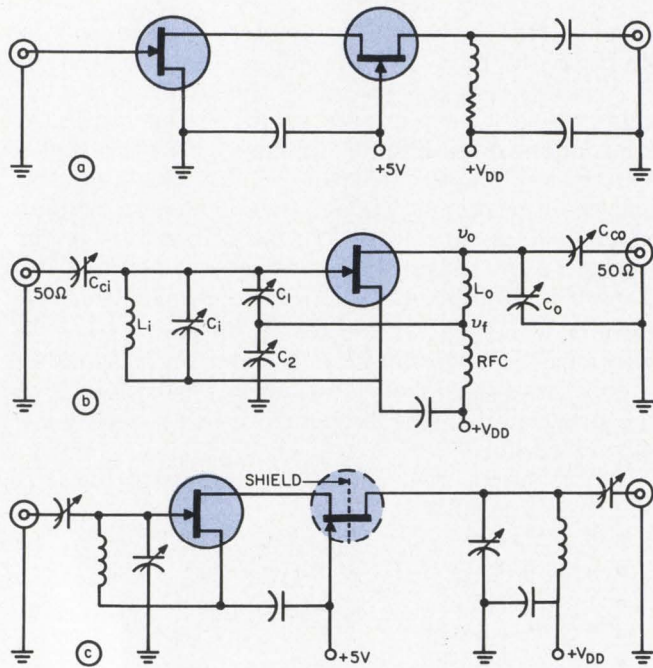 a
+5V
+VDD
50Ω
Cci
Li
Ci
C1
C2
υo
Lo
υf
RFC
Co
Cco
50Ω
b
+VDD
SHIELD
c
+5V
+VDD